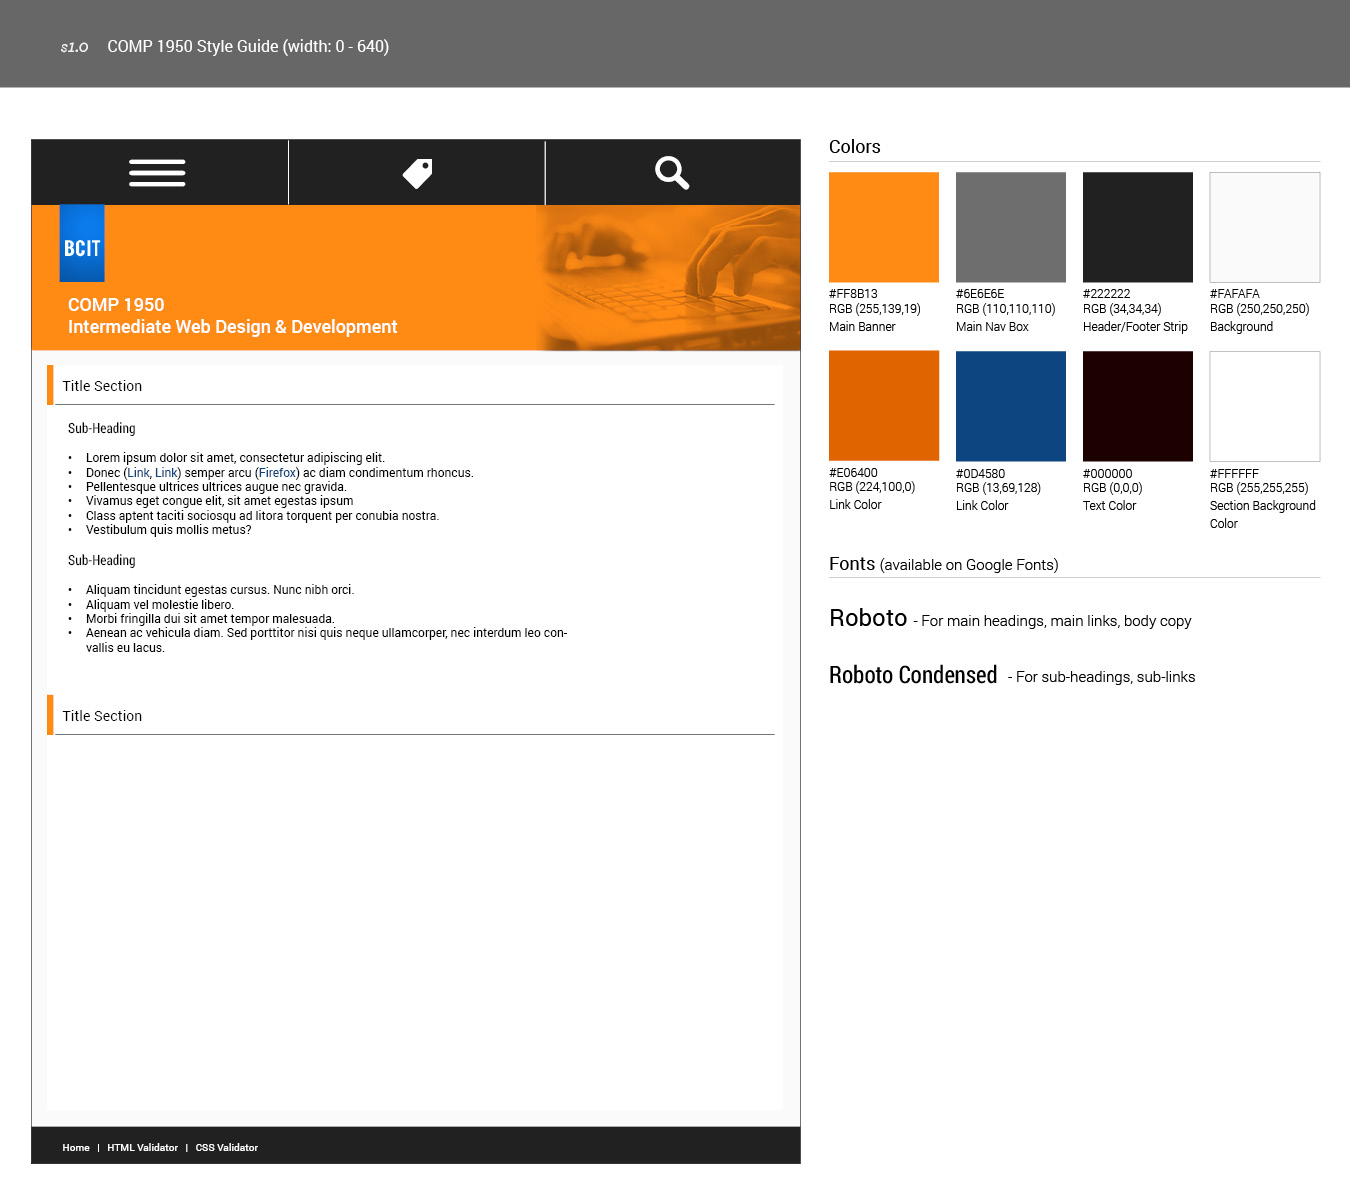 s1.0 COMP 1950 Style Guide (width: 0 - 640)
BCIT
COMP 1950
Intermediate Web Design & Development
Title Section
Sub-Heading
• Lorem ipsum dolor sit amet, consectetur adipiscing elit.
• Donec (Link, Link) semper arcu (Firefox) ac diam condimentum rhoncus.
• Pellentesque ultrices ultrices augue nec gravida.
• Vivamus eget congue elit, sit amet egestas ipsum
• Class aptent taciti sociosqu ad litora torquent per conubia nostra.
• Vestibulum quis mollis metus?
Sub-Heading
• Aliquam tincidunt egestas cursus. Nunc nibh orci.
• Aliquam vel molestie libero.
• Morbi fringilla dui sit amet tempor malesuada.
• Aenean ac vehicula diam. Sed porttitor nisi quis neque ullamcorper, nec interdum leo con-
vallis eu lacus.
Title Section
Home | HTML Validator | CSS Validator
Colors
#FF8B13
RGB (255,139,19)
Main Banner
#6E6E6E
RGB (110,110,110)
Main Nav Box
#222222
RGB (34,34,34)
Header/Footer Strip
#FAFAFA
RGB (250,250,250)
Background
#E06400
RGB (224,100,0)
Link Color
#0D4580
RGB (13,69,128)
Link Color
#000000
RGB (0,0,0)
Text Color
#FFFFFF
RGB (255,255,255)
Section Background
Color
Fonts (available on Google Fonts)
Roboto - For main headings, main links, body copy
Roboto Condensed - For sub-headings, sub-links